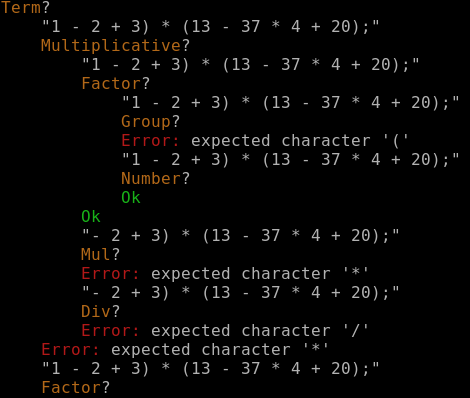 Term?
"1 - 2 + 3) * (13 - 37 * 4 + 20);"
Multiplicative?
"1 - 2 + 3) * (13 - 37 * 4 + 20);"
Factor?
"1 - 2 + 3) * (13 - 37 * 4 + 20);"
Group?
Error: expected character '('
"1 - 2 + 3) * (13 - 37 * 4 + 20);"
Number?
Ok
Ok
"- 2 + 3) * (13 - 37 * 4 + 20);"
Mul?
Error: expected character '*'
"- 2 + 3) * (13 - 37 * 4 + 20);"
Div?
Error: expected character '/'
Error: expected character '*'
"1 - 2 + 3) * (13 - 37 * 4 + 20);"
Factor?